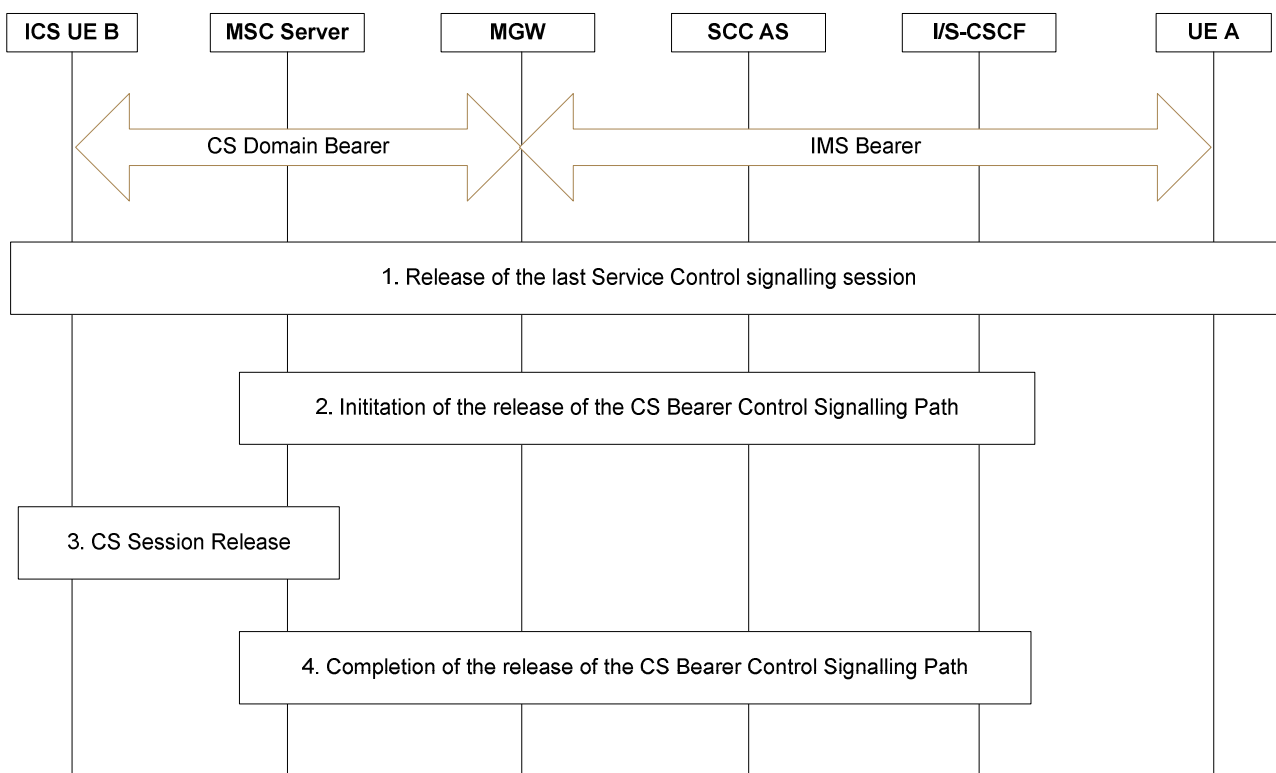 ICS UE B
MSC Server
MGW
SCC AS
I/S-CSCF
UE A
CS Domain Bearer
IMS Bearer
1. Release of the last Service Control signalling session
2. Inititation of the release of the CS Bearer Control Signalling Path
3. CS Session Release
4. Completion of the release of the CS Bearer Control Signalling Path